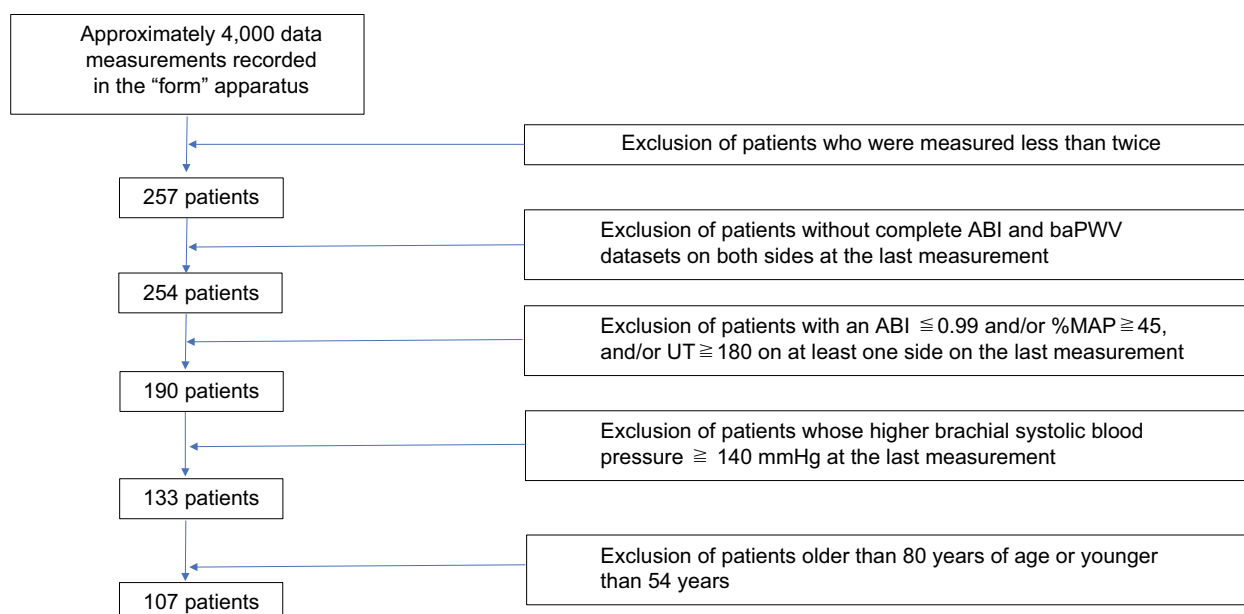 Approximately 4,000 data
measurements recorded
in the “form” apparatus
Exclusion of patients who were measured less than twice
257 patients
Exclusion of patients without complete ABI and baPWV
datasets on both sides at the last measurement
254 patients
Exclusion of patients with an ABI ≦0.99 and/or %MAP≧45,
and/or UT≧180 on at least one side on the last measurement
190 patients
Exclusion of patients whose higher brachial systolic blood
pressure ≧ 140 mmHg at the last measurement
133 patients
Exclusion of patients older than 80 years of age or younger
than 54 years
107 patients